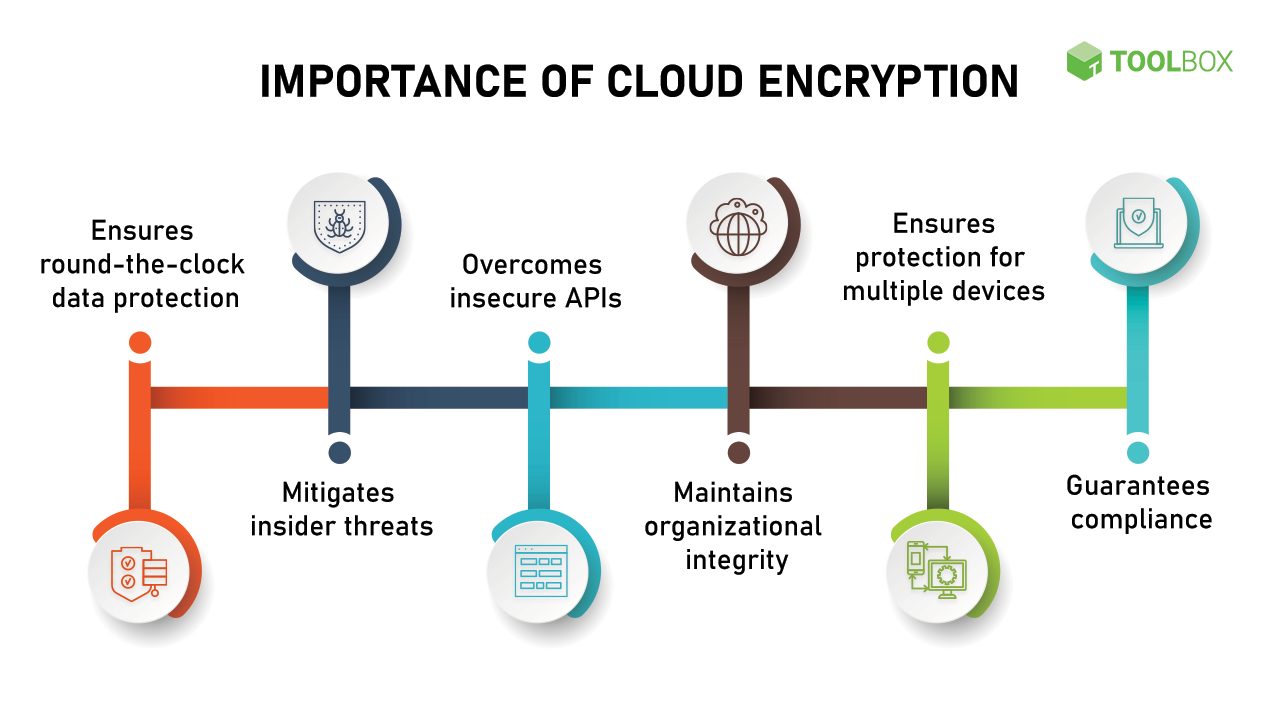 IMPORTANCE OF CLOUD ENCRYPTION
T TOOLBOX
Ensures
round-the-clock
data protection
Mitigates
insider threats
Overcomes
insecure APIs
Maintains
organizational
integrity
Ensures
protection for
multiple devices
Guarantees
compliance